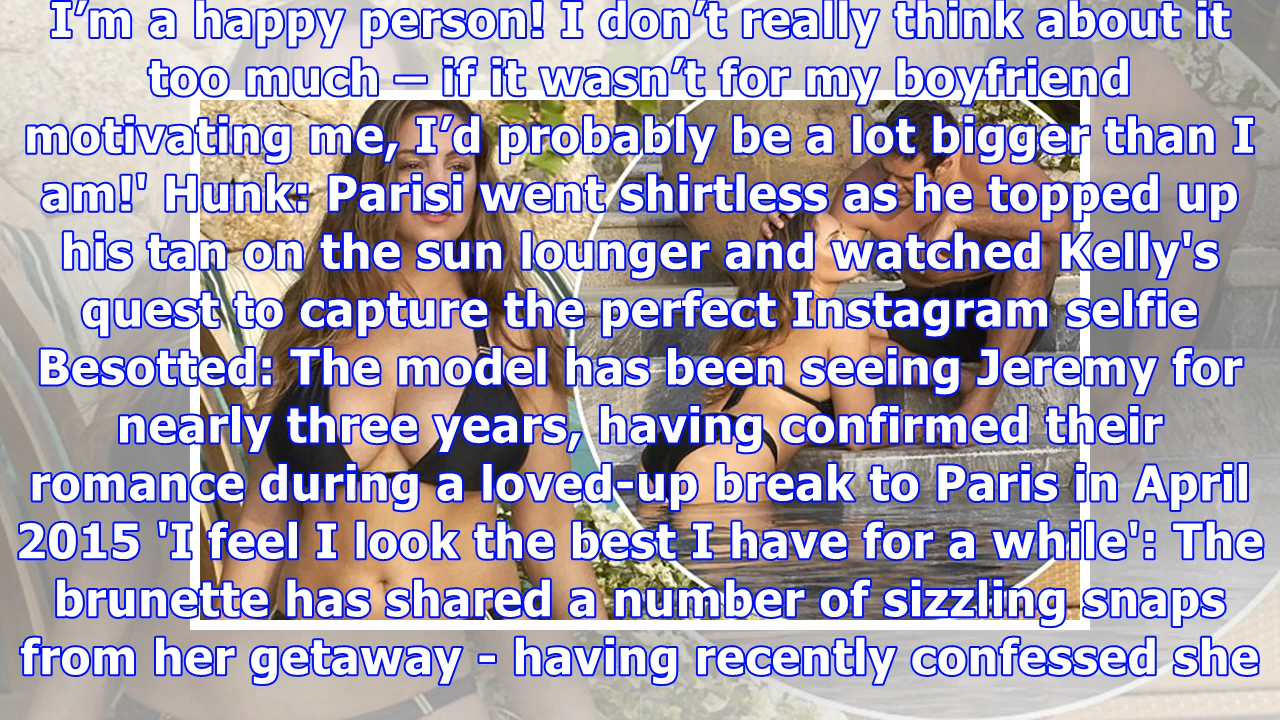 I’m a happy person! I don’t really think about it
too much – if it wasn’t for my boyfriend
motivating me, I’d probably be a lot bigger than I
am!' Hunk: Parisi went shirtless as he topped up
his tan on the sun lounger and watched Kelly's
quest to capture the perfect Instagram selfie
Besotted: The model has been seeing Jeremy for
nearly three years, having confirmed their
romance during a loved-up break to Paris in April
2015 'I feel I look the best I have for a while': The
brunette has shared a number of sizzling snaps
from her getaway - having recently confessed she